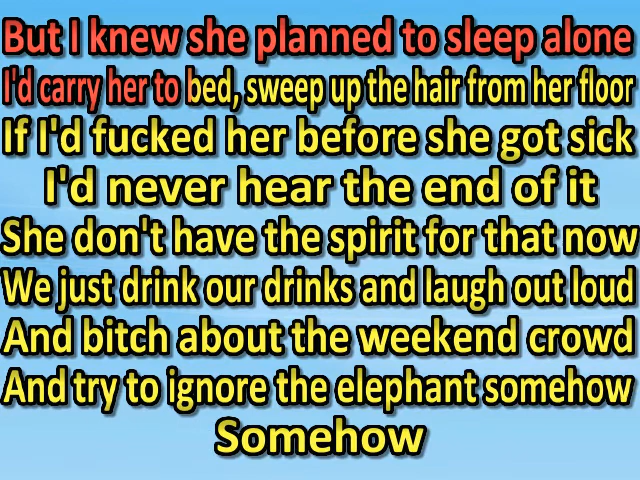 But I knew she planned to sleep alone
I'd carry her to bed, sweep up the hair from her floor
If I'd fucked her before she got sick
I'd never hear the end of it
She don't have the spirit for that now
We just drink our drinks and laugh out loud
And bitch about the weekend crowd
And try to ignore the elephant somehow
Somehow